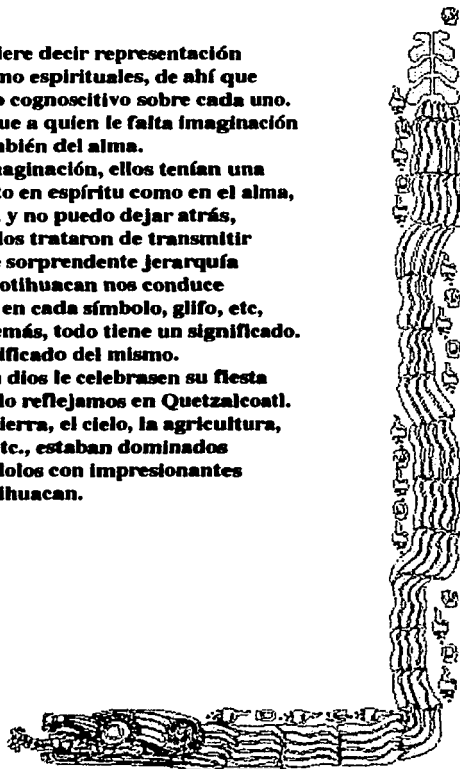 iere decir representación
mo espirituales, de ahí que
o cognoscitivo sobre cada uno.
ue a quien le falta imaginación
mbién del alma.
naginación, ellos tenían una
to en espíritu como en el alma,
y no puedo dejar atrás,
los trataron de transmitir
e sorprendente jerarquía
otihuacan nos conduce
en cada símbolo, glifo, etc,
emás, todo tiene un significado.
ificado del mismo.
n dios le celebrasen su fiesta
lo reflejamos en Quetzalcoatl.
ierra, el cielo, la agricultura,
tc., estaban dominados
dolos con impresionantes
ihuacan.